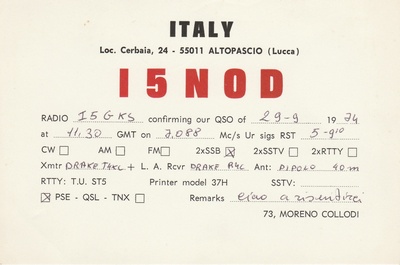 ITALY
Loc. Cerbaia, 24 - 55011 ALTOPASCIO (Lucca)
I5NOD
RADIO I5GKS confirming our QSO of 29-9 1974
at 11,30 GMT on 7,088 Mc/s Ur sigs RST 5-9
CW AM FM 2xSSB 2xSSTV 2xRTTY
Xmtr DRAKE T4XC + L. A. Rcvr DRAKE R4C Ant: DIPOLO 40m
RTTY: T.U. ST5 Printer model 37H SSTV:
PSE - QSL - TNX Remarks ciao a risentirci
73, MORENO COLLODI